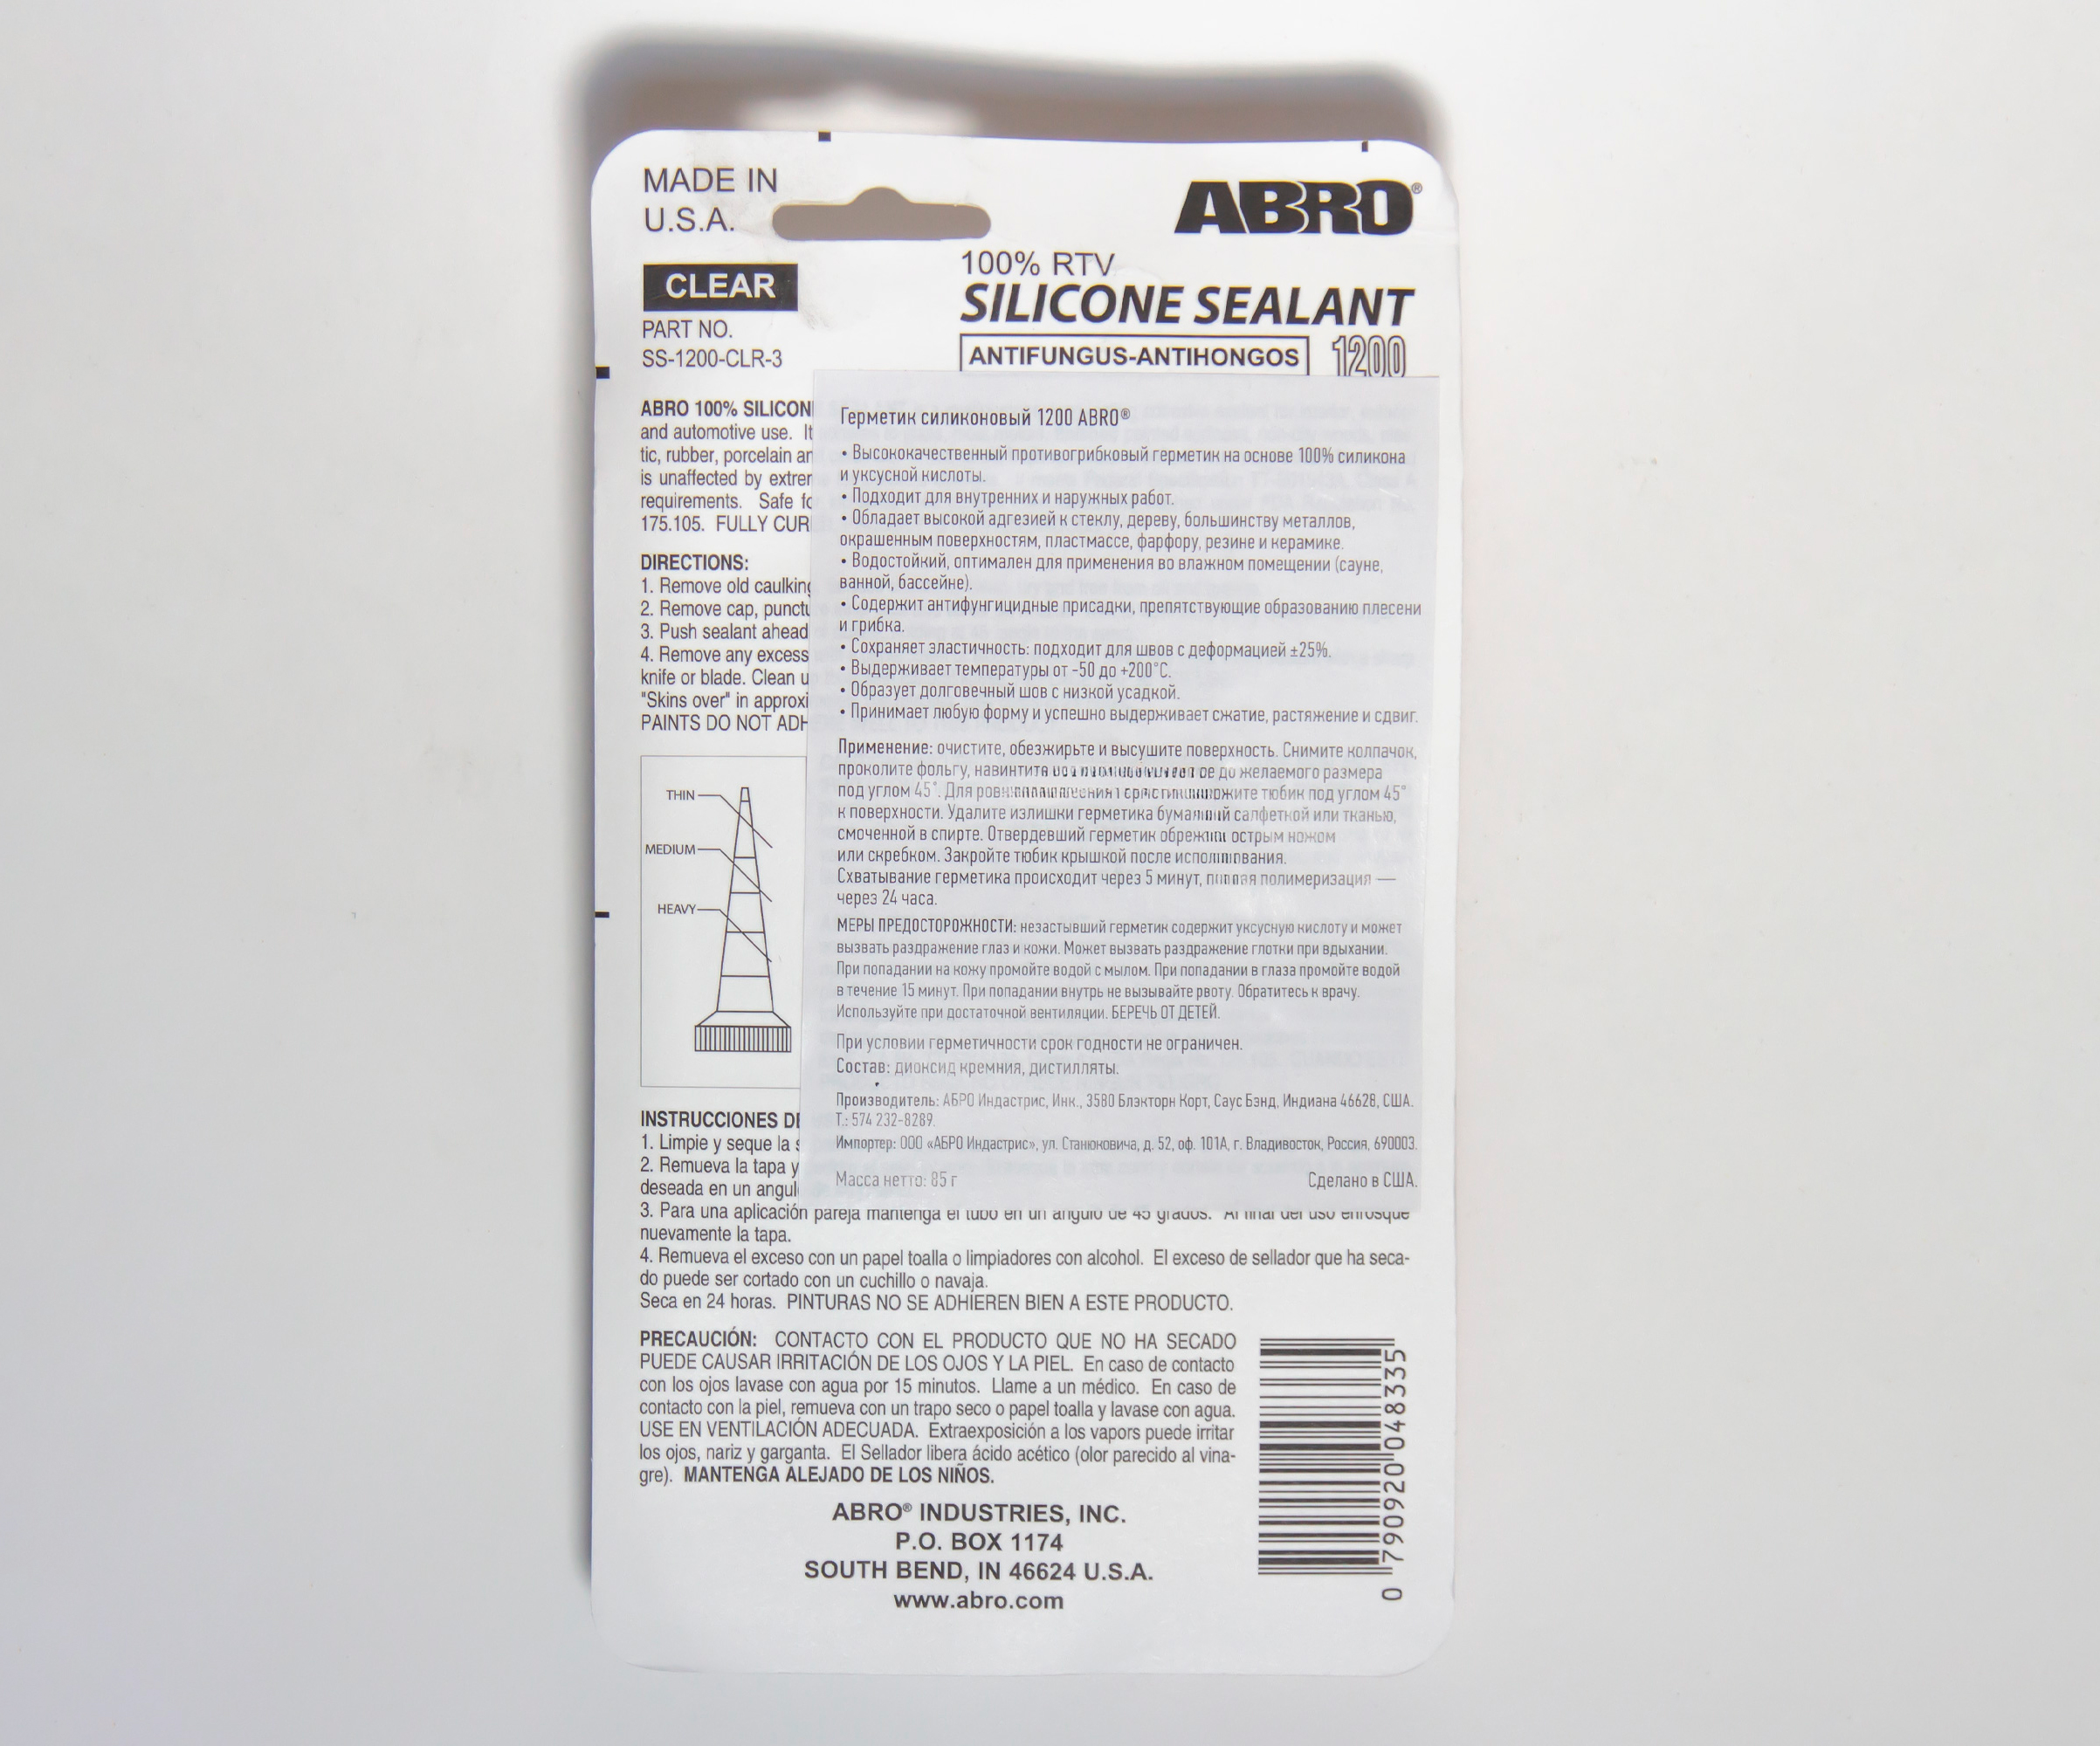 MADE IN
U.S.A.
ABRO®
CLEAR
PART NO.
SS-1200-CLR-3
100% RTV
SILICONE SEALANT
ANTIFUNGUS-ANTIHONGOS 1200
ABRO 100%
and automotive use. It
tic, rubber, porcelain
is unaffected by
requirements. Safe
175.105. FULLY
DIRECTIONS:
1. Remove old
2. Remove cap,
3. Push sealant ahead
4. Remove any excess
knife or blade. Clean
"Skins over" in
PAINTS DO NOT
THIN
MEDIUM
HEAVY
Герметик силиконовый 1200 ABRO®
• Высококачественный противогрибковый герметик на основе 100% силикона
и уксусной кислоты.
• Подходит для внутренних и наружных работ.
• Обладает высокой адгезией к стеклу, дереву, большинству металлов,
окрашенным поверхностям, пластмассе, фарфору, резине и керамике.
• Водостойкий, оптимален для применения во влажном помещении (сауне,
ванной, бассейне).
• Содержит антифунгицидные присадки, препятствующие образованию плесени
и грибка.
• Сохраняет эластичность: подходит для швов с деформацией ±25%.
• Выдерживает температуры от -50 до +200°С.
• Образует долговечный шов с низкой усадкой.
• Принимает любую форму и успешно выдерживает сжатие, растяжение и сдвиг.
Применение: очистите, обезжирьте и высушите поверхность. Снимите колпачок,
проколите фольгу, до желаемого размера
под углом 45°. Для тюбик под углом 45°
к поверхности. Удалите излишки герметика салфеткой или тканью,
смоченной в спирте. Отвердевший герметик острым ножом
или скребком. Закройте тюбик крышкой после
Схватывание герметика происходит через 5 минут, полимеризация —
через 24 часа.
МЕРЫ ПРЕДОСТОРОЖНОСТИ: незастывший герметик содержит уксусную кислоту и может
вызвать раздражение глаз и кожи. Может вызвать раздражение глотки при вдыхании.
При попадании на кожу промойте водой с мылом. При попадании в глаза промойте водой
в течение 15 минут. При попадании внутрь не вызывайте рвоту. Обратитесь к врачу.
Используйте при достаточной вентиляции. БЕРЕЧЬ ОТ ДЕТЕЙ.
При условии герметичности срок годности не ограничен.
Состав: диоксид кремния, дистилляты.
Производитель: АБРО Индастрис, Инк., 3580 Блэкторн Корт, Саус Бэнд, Индиана 46628, США.
Т.: 574 232-8289.
Импортер: ООО «АБРО Индастрис», ул. Станюковича, д. 52, оф. 101А, г. Владивосток, Россия, 690003.
Масса нетто: 85 г Сделано в США.
INSTRUCCIONES
1. Limpie y seque la
2. Remueva la tapa y
deseada en un
3. Para una aplicación pareja mantenga el tubo en un angulo de 45 grados. Al final del uso enrosque
nuevamente la tapa.
4. Remueva el exceso con un papel toalla o limpiadores con alcohol. El exceso de sellador que ha seca-
do puede ser cortado con un cuchillo o navaja.
Seca en 24 horas. PINTURAS NO SE ADHIEREN BIEN A ESTE PRODUCTO.
PRECAUCIÓN: CONTACTO CON EL PRODUCTO QUE NO HA SECADO
PUEDE CAUSAR IRRITACIÓN DE LOS OJOS Y LA PIEL. En caso de contacto
con los ojos lavase con agua por 15 minutos. Llame a un médico. En caso de
contacto con la piel, remueva con un trapo seco o papel toalla y lavase con agua.
USE EN VENTILACIÓN ADECUADA. Extraexposición a los vapors puede irritar
los ojos, nariz y garganta. El Sellador libera ácido acético (olor parecido al vina-
gre). MANTENGA ALEJADO DE LOS NIÑOS.
ABRO® INDUSTRIES, INC.
P.O. BOX 1174
SOUTH BEND, IN 46624 U.S.A.
www.abro.com
0 79092004833 5